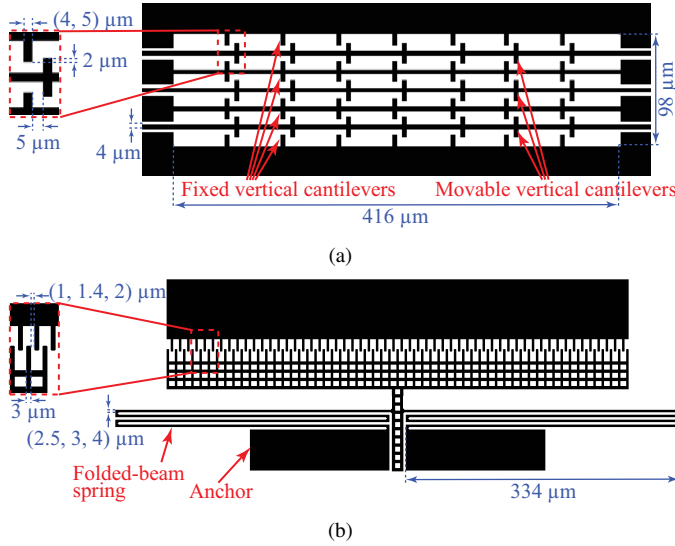 (4, 5) µm
2 µm
5 µm
4 µm
98 µm
Fixed vertical cantilevers
Movable vertical cantilevers
416 µm
(a)
(1, 1.4, 2) µm
3 µm
(2.5, 3, 4) µm
Folded-beam
spring
Anchor
334 µm
(b)